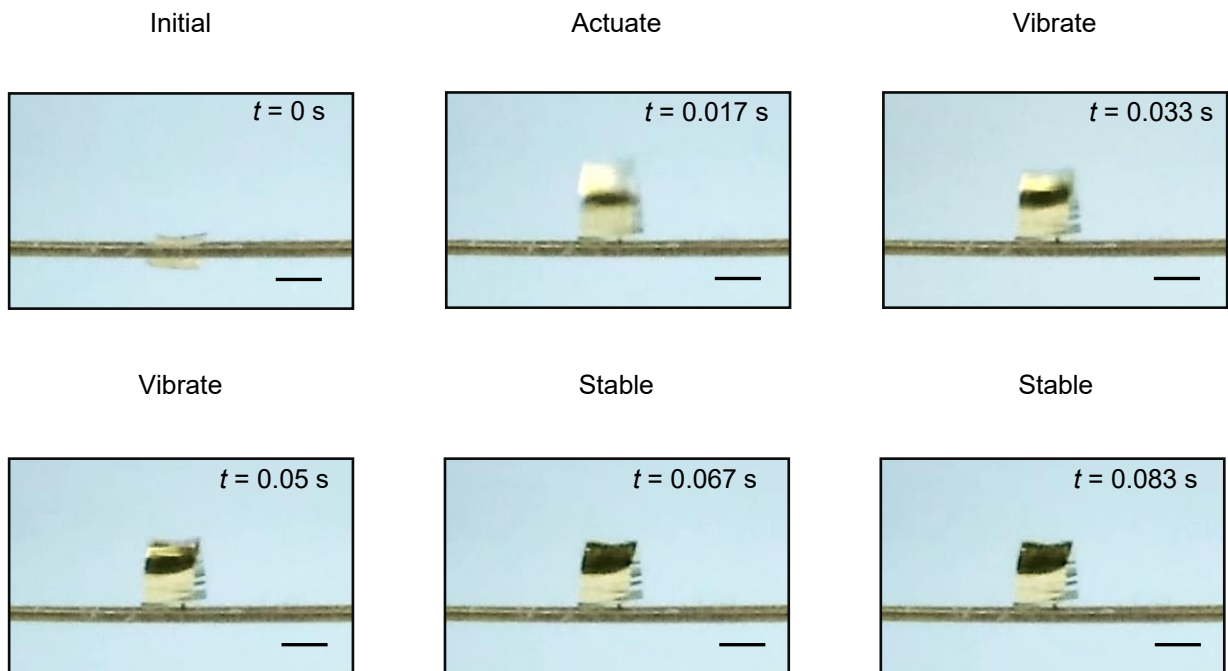 Initial
Actuate
Vibrate
t = 0 s
t = 0.017 s
t = 0.033 s
Vibrate
Stable
Stable
t = 0.05 s
t = 0.067 s
t = 0.083 s